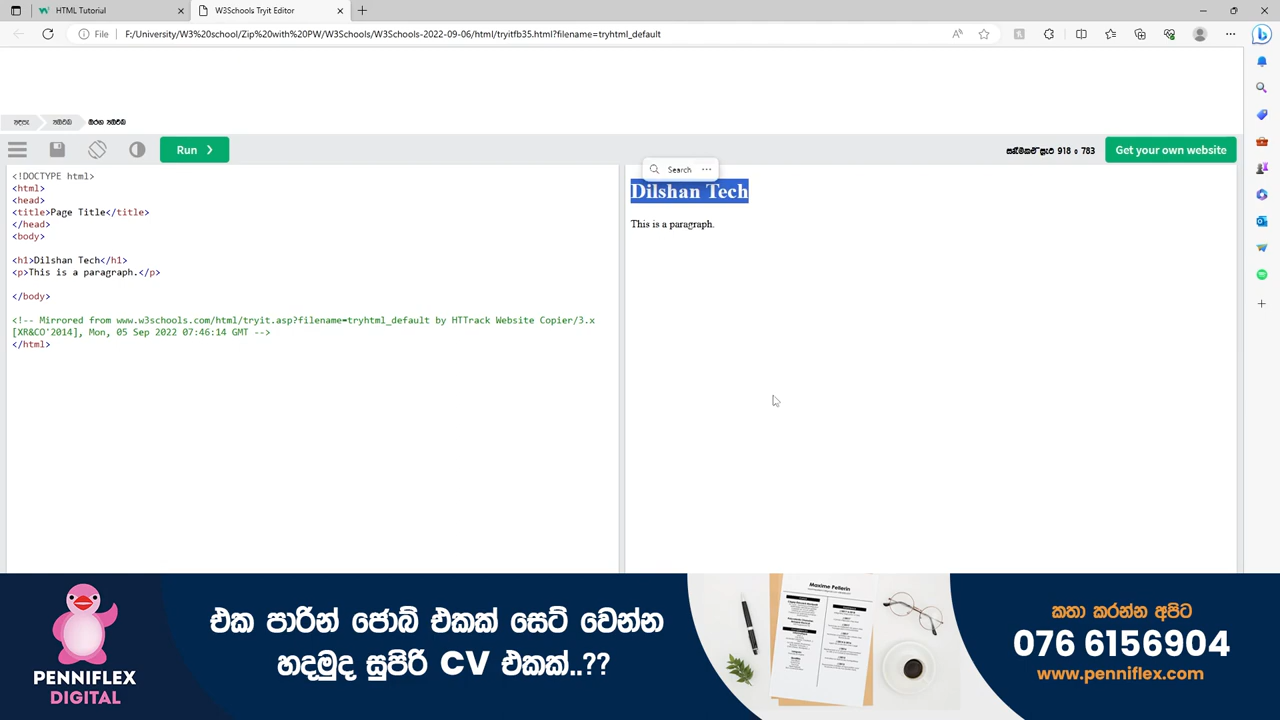 HTML Tutorial
W3Schools Tryit Editor
File
F:/University/W3%20school/Zip%20with%20PW/W3Schools/W3Schools-2022-09-06/html/tryitfb35.html?filename=tryhtml_default
Run
918
783
Get your own website
<!DOCTYPE html>
<html>
<head>
<title>Page Title</title>
</head>
<body>
<h1>Dilshan Tech</h1>
<p>This is a paragraph.</p>
</body>
<!-- Mirrored from www.w3schools.com/html/tryit.asp?filename=tryhtml_default by HTTrack Website Copier/3.x
[XR&CO'2014], Mon, 05 Sep 2022 07:46:14 GMT -->
</html>
Search
Dilshan Tech
This is a paragraph.
PENNIFLEX
DIGITAL
එක පාරින් ජොබ් එකක් සෙට් වෙන්න
හදමුද සුපිරි CV එකක්..??
Maxime Pellerin
කතා කරන්න අපිට
076 6156904
www.penniflex.com